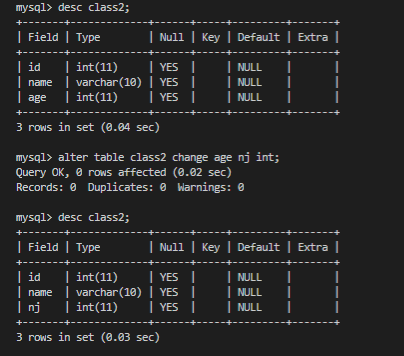 mysql> desc class2;
+-------+-------------+------+-----+---------+-------+
| Field | Type        | Null | Key | Default | Extra |
+-------+-------------+------+-----+---------+-------+
| id    | int(11)     | YES  |     | NULL    |       |
| name  | varchar(10) | YES  |     | NULL    |       |
| age   | int(11)     | YES  |     | NULL    |       |
+-------+-------------+------+-----+---------+-------+
3 rows in set (0.04 sec)
mysql> alter table class2 change age nj int;
Query OK, 0 rows affected (0.02 sec)
Records: 0  Duplicates: 0  Warnings: 0
mysql> desc class2;
+-------+-------------+------+-----+---------+-------+
| Field | Type        | Null | Key | Default | Extra |
+-------+-------------+------+-----+---------+-------+
| id    | int(11)     | YES  |     | NULL    |       |
| name  | varchar(10) | YES  |     | NULL    |       |
| nj    | int(11)     | YES  |     | NULL    |       |
+-------+-------------+------+-----+---------+-------+
3 rows in set (0.03 sec)